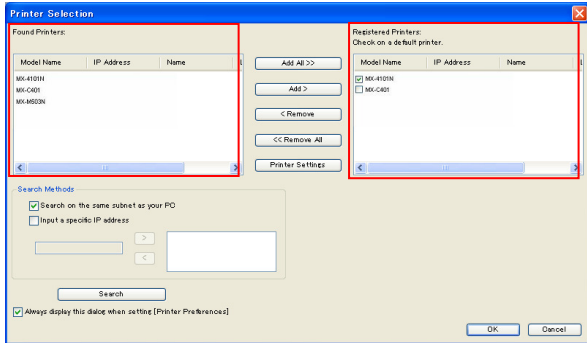 Printer Selection
Found Printers:
Model Name IP Address Name
MX-4101N
MX-C401
MX-M503N
Add All >>
Add >
< Remove
<< Remove All
Printer Settings
Registered Printers:
Check on a default printer.
Model Name IP Address Name
MX-4101N
MX-C401
Search Methods
Search on the same subnet as your PC
Input a specific IP address
>
<
Search
Always display this dialog when setting [Printer Preferences]
OK Cancel